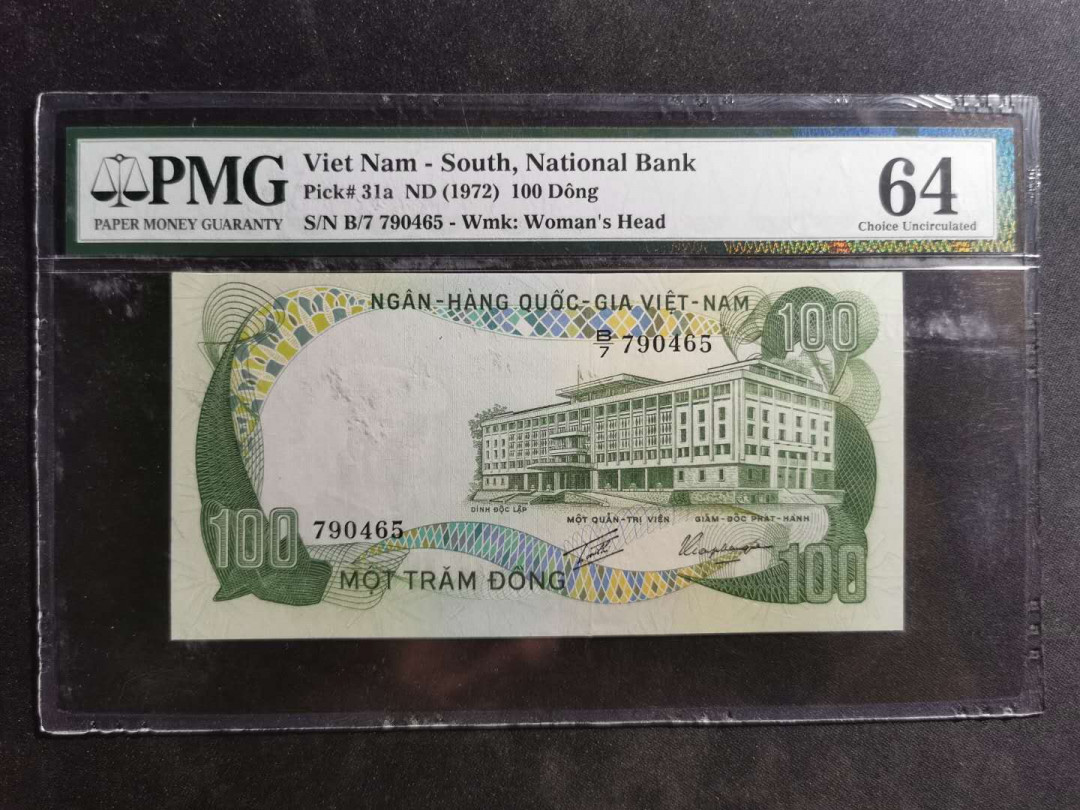 PMG
PAPER MONEY GUARANTY
Viet Nam - South, National Bank
Pick# 31a ND (1972) 100 Dông
S/N B/7 790465 - Wmk: Woman's Head
64
Choice Uncirculated
NGÂN-HÀNG QUỐC-GIA VIỆT-NAM
100
B/7 790465
DINH ĐỘC LẬP
MỘT QUẢN-TRỊ VIÊN
GIÁM-ĐỐC PHÁT-HÀNH
100
790465
MỘT TRĂM ĐỒNG
100